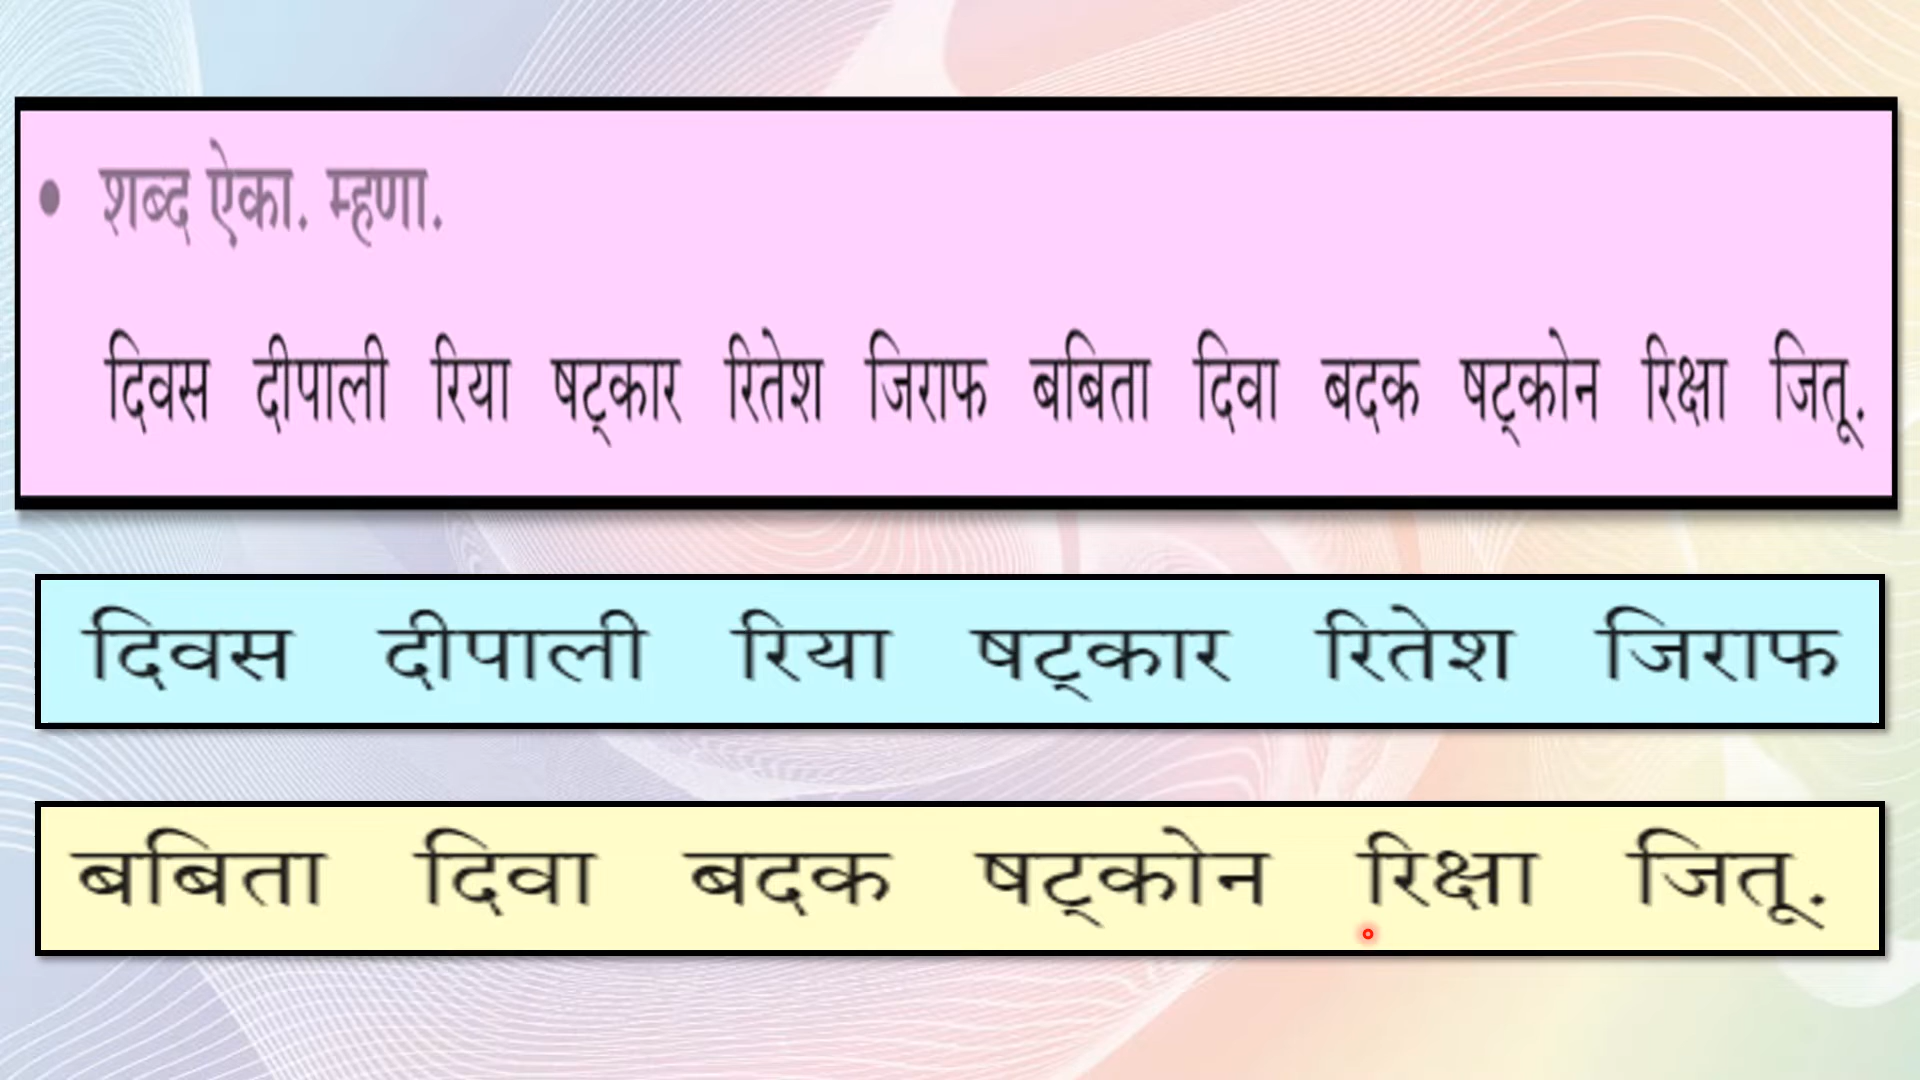 • शब्द ऐका. म्हणा.
दिवस दीपाली रिया षट्कार रितेश जिराफ बबिता दिवा बदक षट्कोन रिक्षा जितू.
दिवस दीपाली रिया षट्कार रितेश जिराफ
बबिता दिवा बदक षट्कोन रिक्षा जितू.